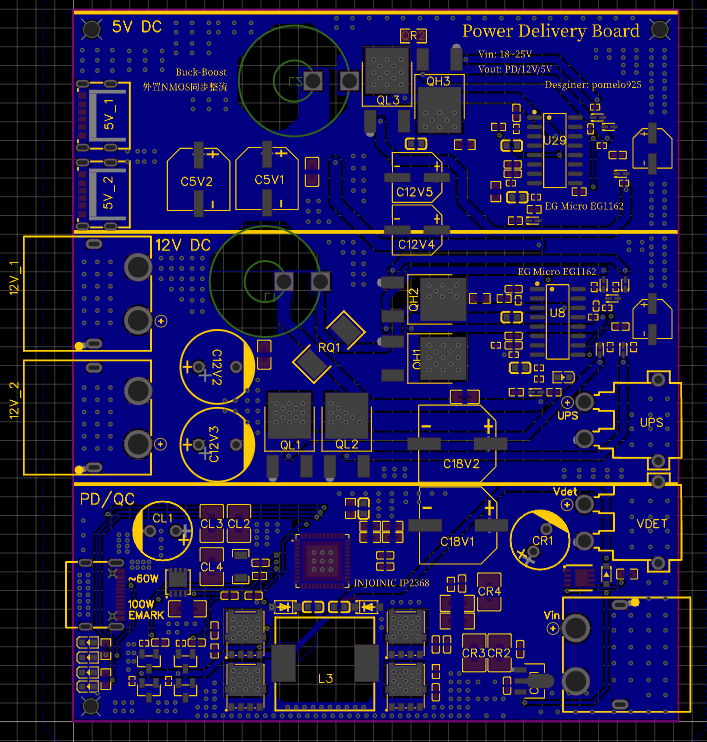 5V DC
Power Delivery Board
Vin: 18~25V
Vout: PD/12V/5V
Desginer: pomelo925
Buck-Boost
外置NMOS同步整流
QH3
QL3
5V_1
5V_2
C5V2
C5V1
C12V5
C12V4
U29
EG Micro EG1162
12V DC
12V_1
EG Micro EG1162
QH2
QH1
U8
RQ1
C12V2
C12V3
12V_2
QL1
QL2
C18V2
UPS
UPS
PD/QC
CL1
CL3
CL2
CL4
C18V1
CR1
Vdet
VDET
~60W
100W
EMARK
INJOINIC IP2368
CR4
Vin
L3
CR3
CR2